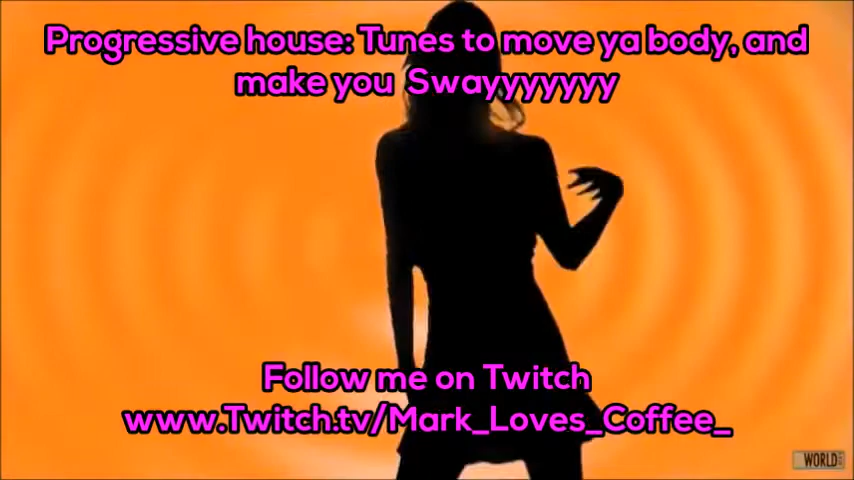 Progressive house: Tunes to move ya body, and
make you Swayyyyyyy
Follow me on Twitch
www.Twitch.tv/Mark_Loves_Coffee_
WORLD